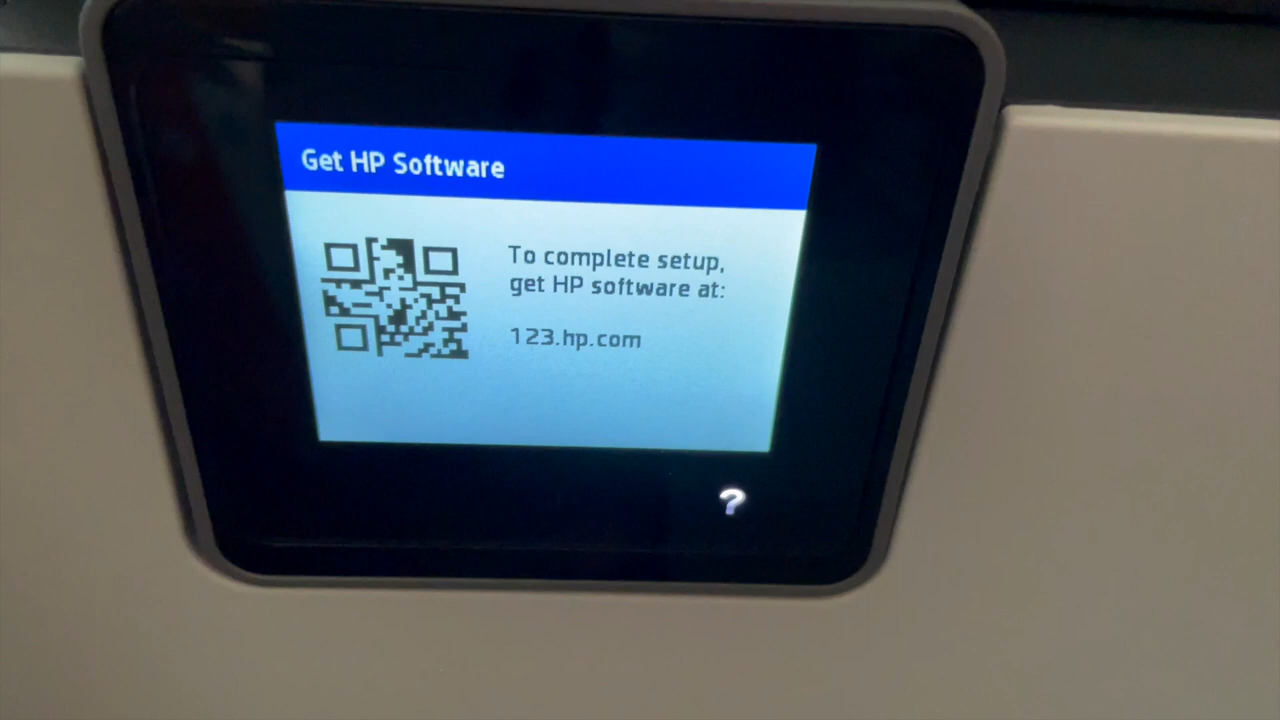 Get HP Software
To complete setup,
get HP software at:
123.hp.com
?